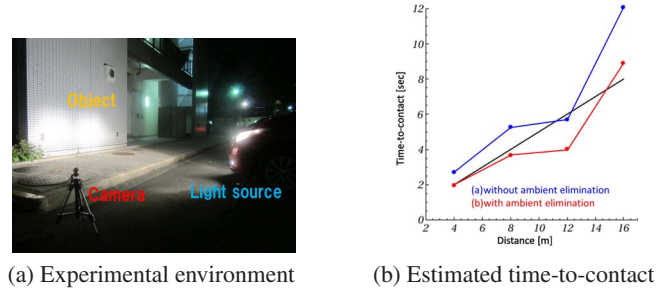 Object
Camera
Light source
(a) Experimental environment
12
10
8
6
4
2
0
Time-to-contact [sec]
(a)without ambient elimination
(b)with ambient elimination
2 4 6 8 10 12 14 16
Distance [m]
(b) Estimated time-to-contact